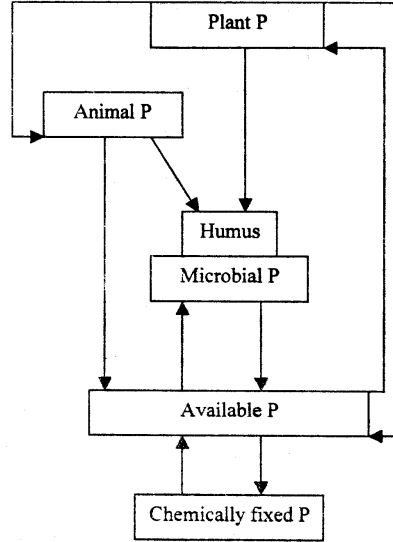 Plant P
Animal P
Humus
Microbial P
Available P
Chemically fixed P